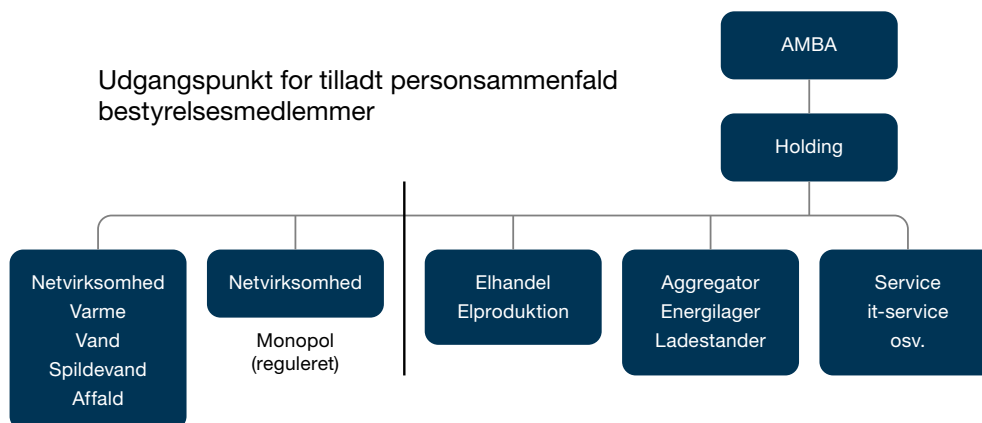 AMBA
Udgangspunkt for tilladt personsammenfald
bestyrelsesmedlemmer
Holding
Netvirksomhed
Varme
Vand
Spildevand
Affald
Netvirksomhed
Monopol
(reguleret)
Elhandel
Elproduktion
Aggregator
Energilager
Ladestander
Service
it-service
osv.